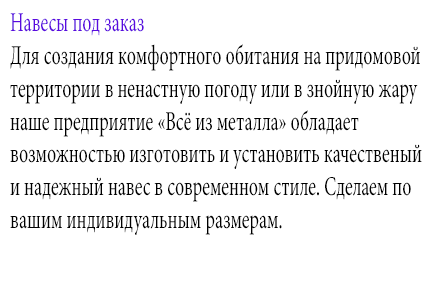 Навесы под заказ
Для создания комфортного обитания на придомовой
территории в ненастную погоду или в знойную жару
наше предприятие «Всё из металла» обладает
возможностью изготовить и установить качественый
и надежный навес в современном стиле. Сделаем по
вашим индивидуальным размерам.